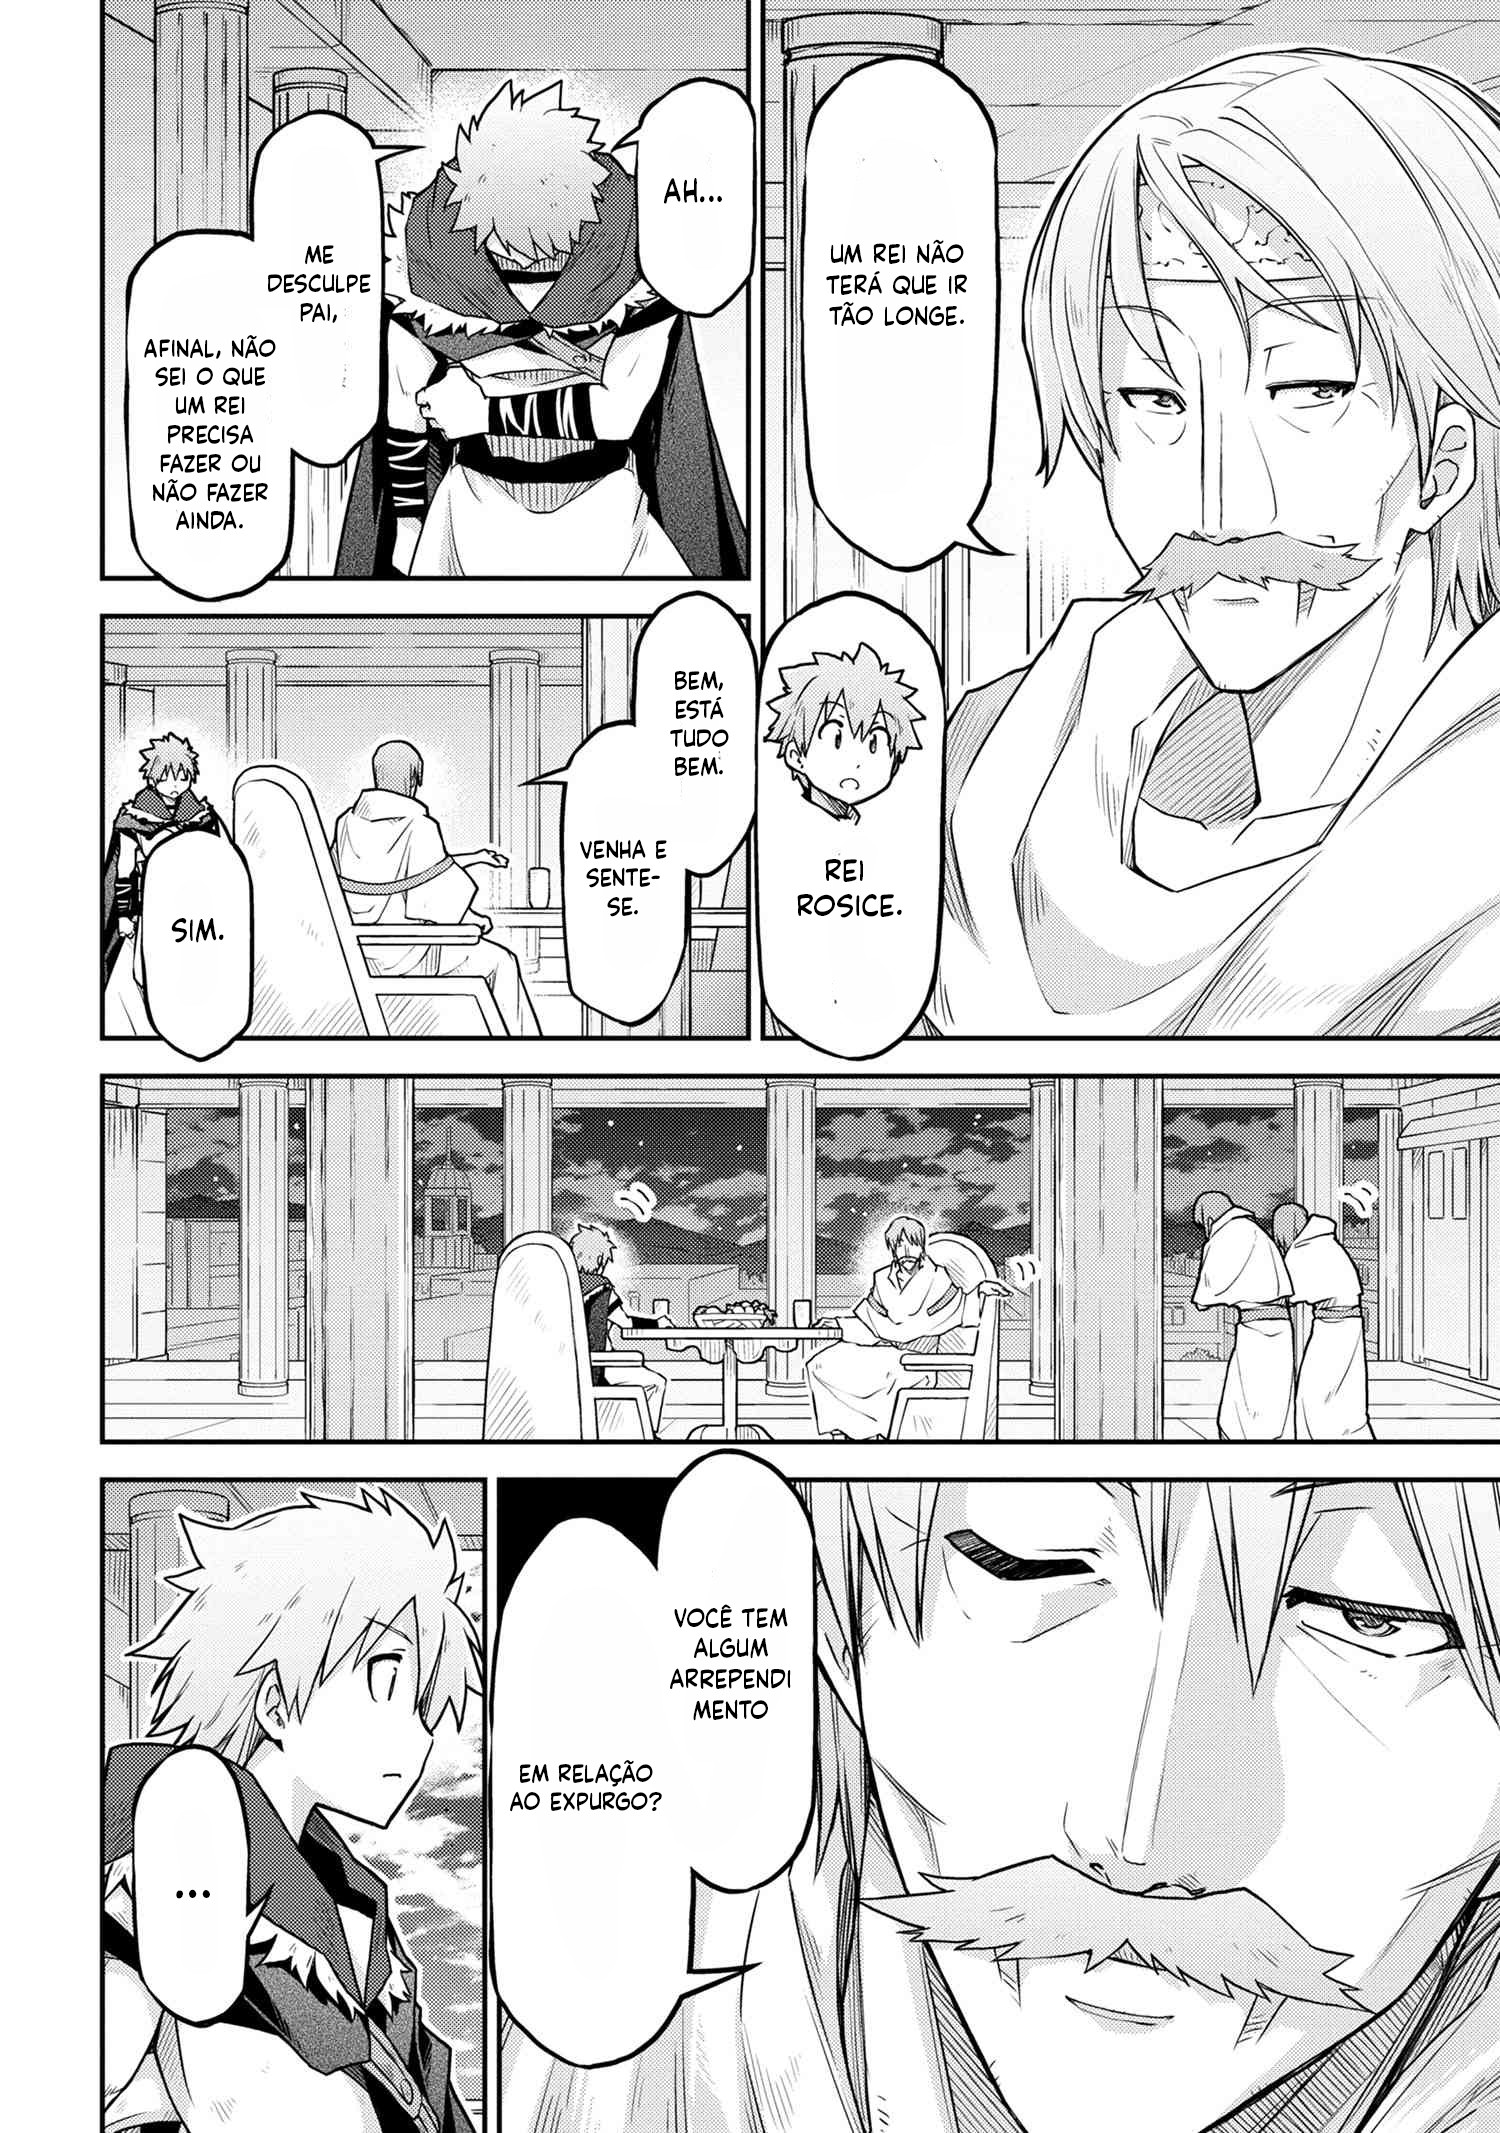 UM REI NÃO
TERÁ QUE IR
TÃO LONGE.
REI
ROSICE.
AH...
ME
DESCULPE
PAI,
AFINAL, NÃO
SEI O QUE
UM REI
PRECISA
FAZER OU
NÃO FAZER
AINDA.
BEM,
ESTÁ
TUDO
BEM.
VENHA E
SENTE-
SE.
SIM.
VOCÊ TEM
ALGUM
ARREPENDI
MENTO
EM RELAÇÃO
AO EXPURGO?
...